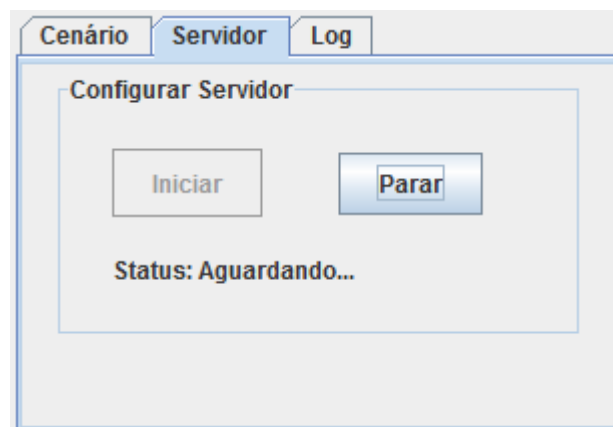 Cenário Servidor Log
Configurar Servidor
Iniciar Parar
Status: Aguardando...